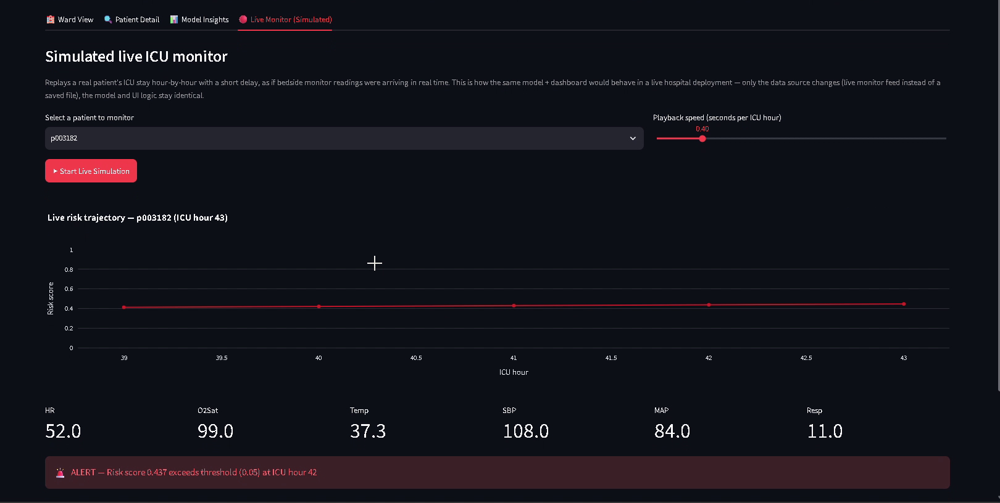 Ward View Patient Detail Model Insights Live Monitor (Simulated)
Simulated live ICU monitor
Replays a real patient's ICU stay hour-by-hour with a short delay, as if bedside monitor readings were arriving in real time. This is how the same model + dashboard would behave in a live hospital deployment — only the data source changes (live monitor feed instead of a
saved file), the model and UI logic stay identical.
Select a patient to monitor
Playback speed (seconds per ICU hour)
0.40
p003182
Start Live Simulation
Live risk trajectory — p003182 (ICU hour 43)
1
0.8
0.6
0.4
0.2
0
Risk score
39 39.5 40 40.5 41 41.5 42 42.5 43
ICU hour
HR O2Sat Temp SBP MAP Resp
52.0 99.0 37.3 108.0 84.0 11.0
ALERT — Risk score 0.437 exceeds threshold (0.05) at ICU hour 42